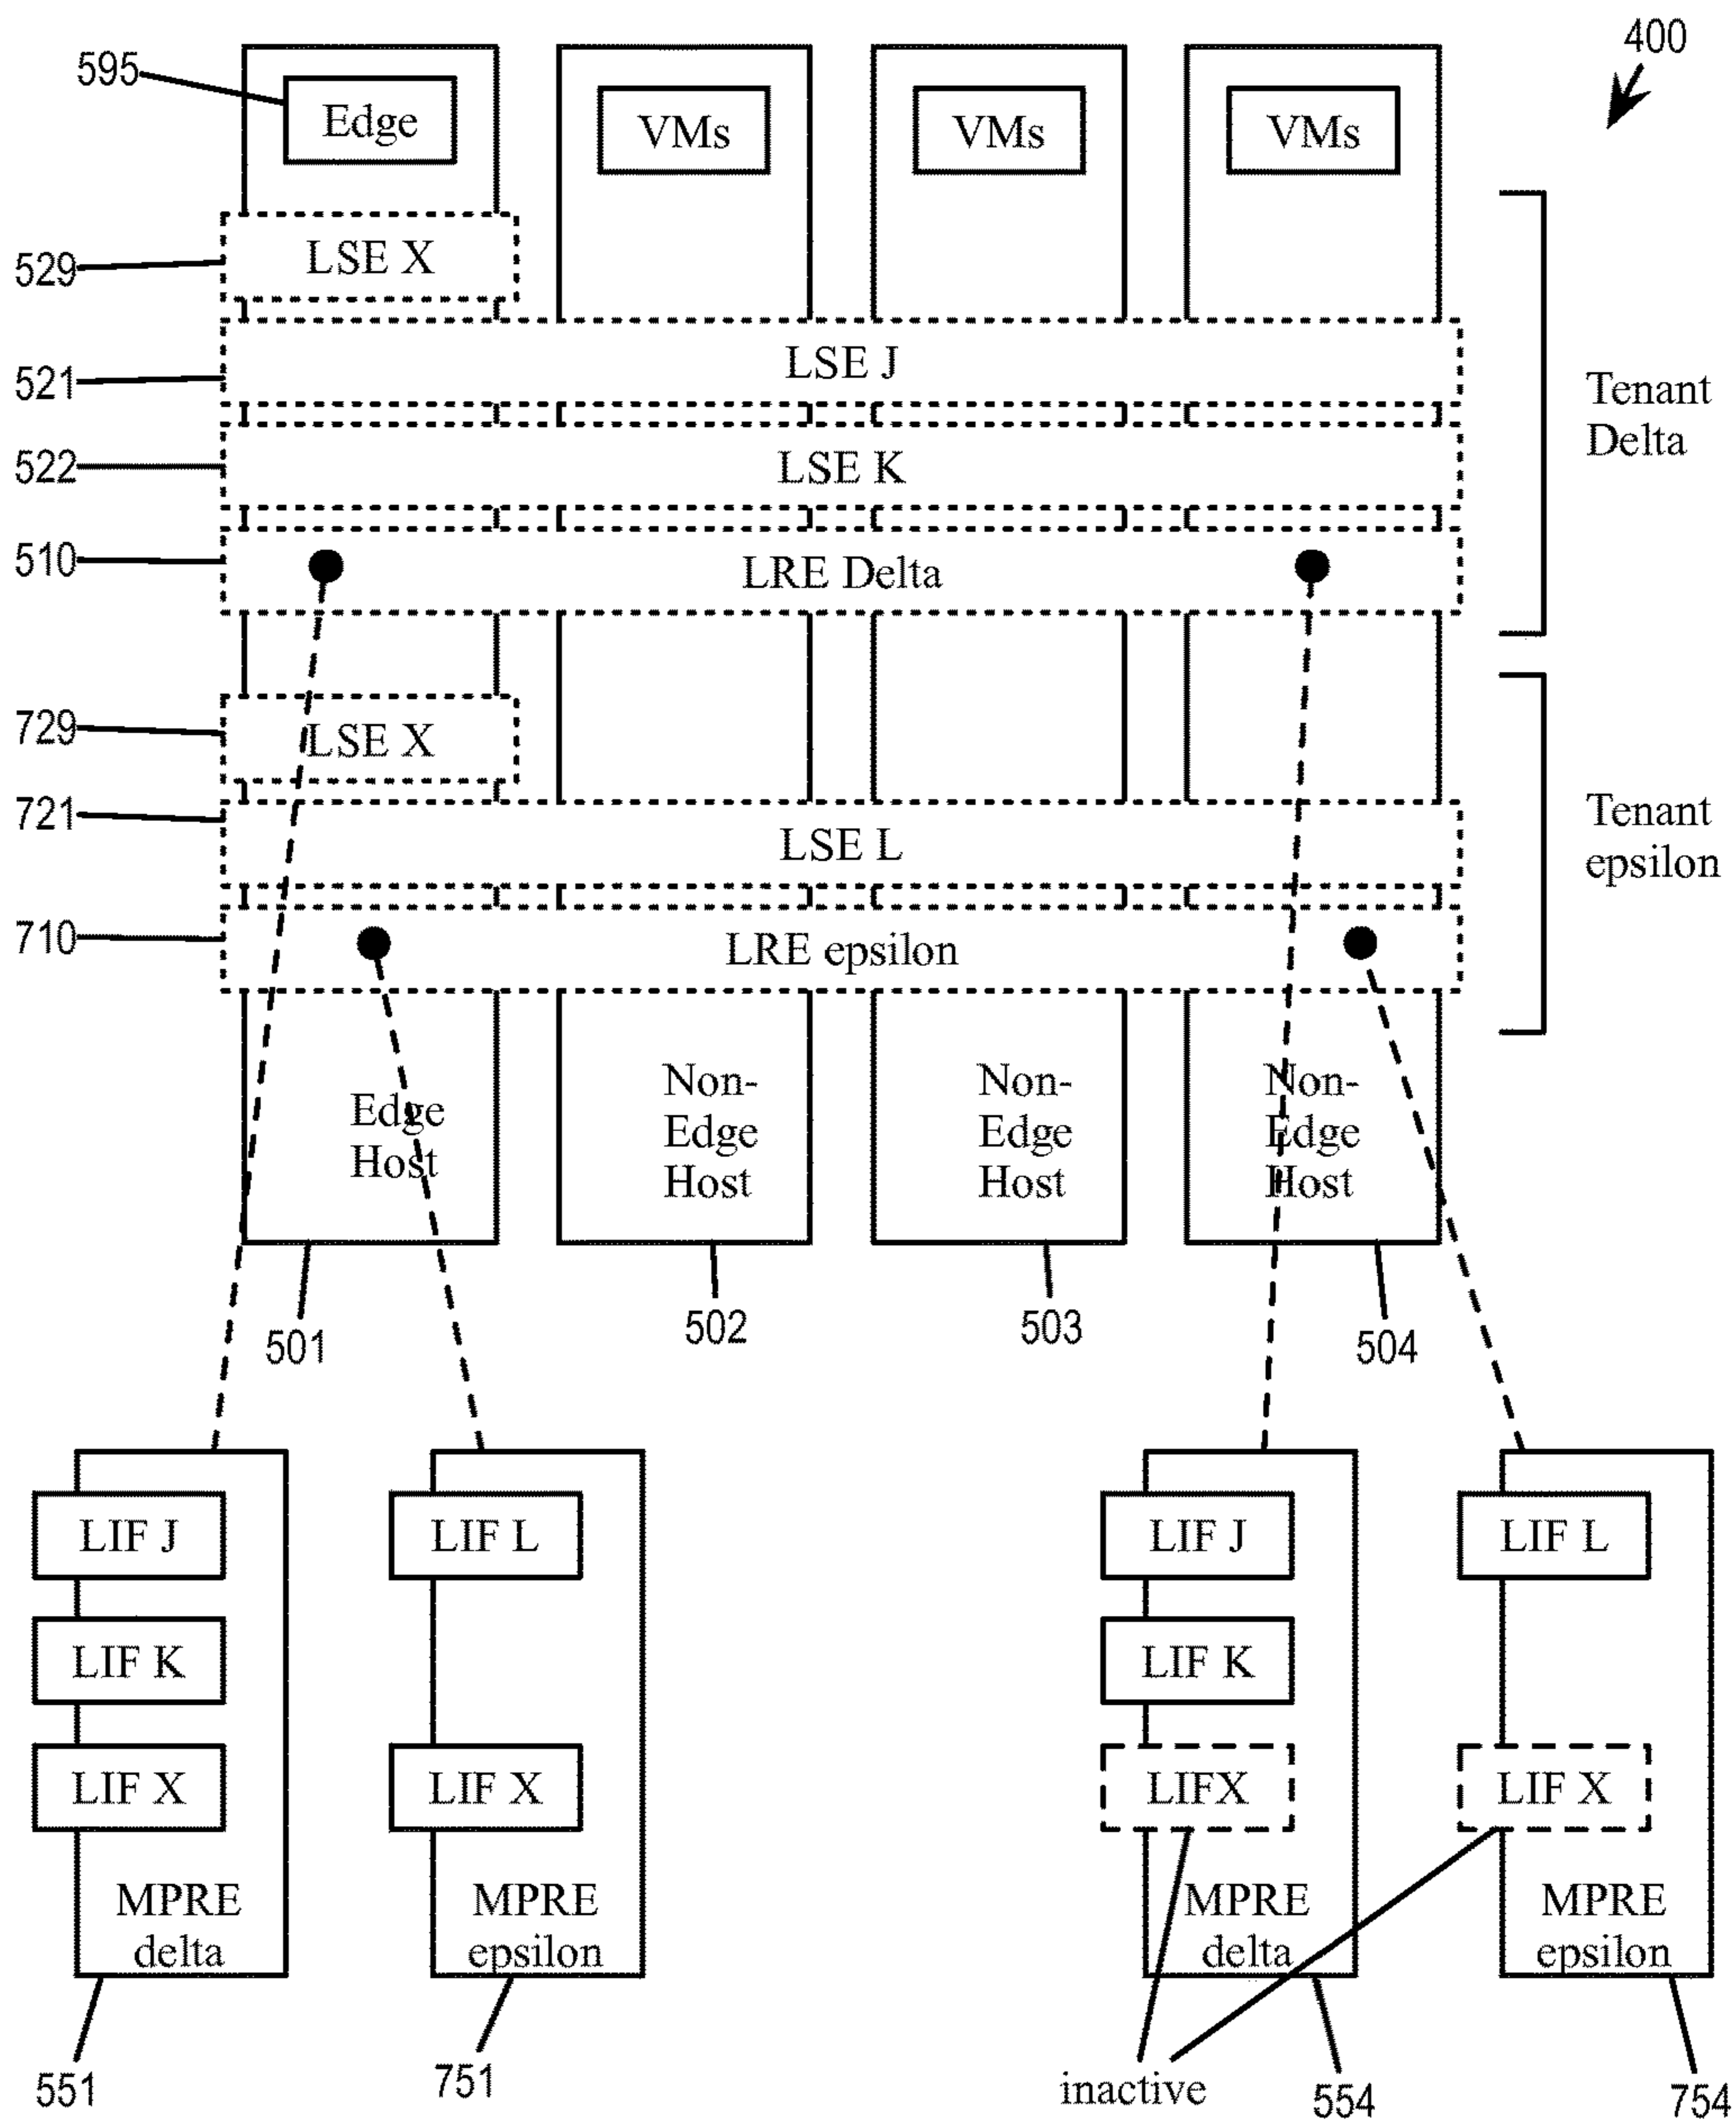 400
595
Edge
VMs
VMs
VMs
529
LSE X
521
LSE J
Tenant
Delta
522
LSE K
510
LRE Delta
729
LSE X
721
LSE L
Tenant
epsilon
710
LRE epsilon
Edge
Host
Non-
Edge
Host
Non-
Edge
Host
Non-
Edge
Host
501
502
503
504
LIF J
LIF K
LIF X
MPRE
delta
LIF L
LIF X
MPRE
epsilon
LIF J
LIF K
LIFX
MPRE
delta
LIF L
LIF X
MPRE
epsilon
551
751
inactive
554
754